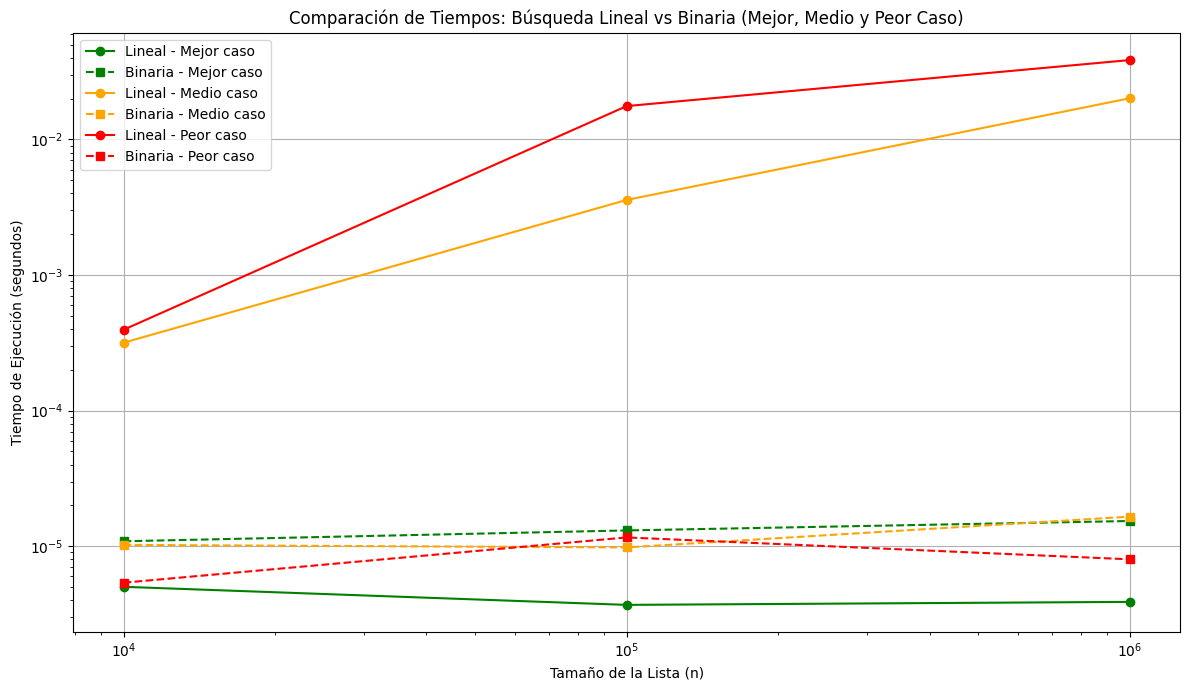 Comparación de Tiempos: Búsqueda Lineal vs Binaria (Mejor, Medio y Peor Caso)
Lineal - Mejor caso
Binaria - Mejor caso
Lineal - Medio caso
Binaria - Medio caso
Lineal - Peor caso
Binaria - Peor caso
Tiempo de Ejecución (segundos)
10⁻²
10⁻³
10⁻⁴
10⁻⁵
10⁴
10⁵
10⁶
Tamaño de la Lista (n)